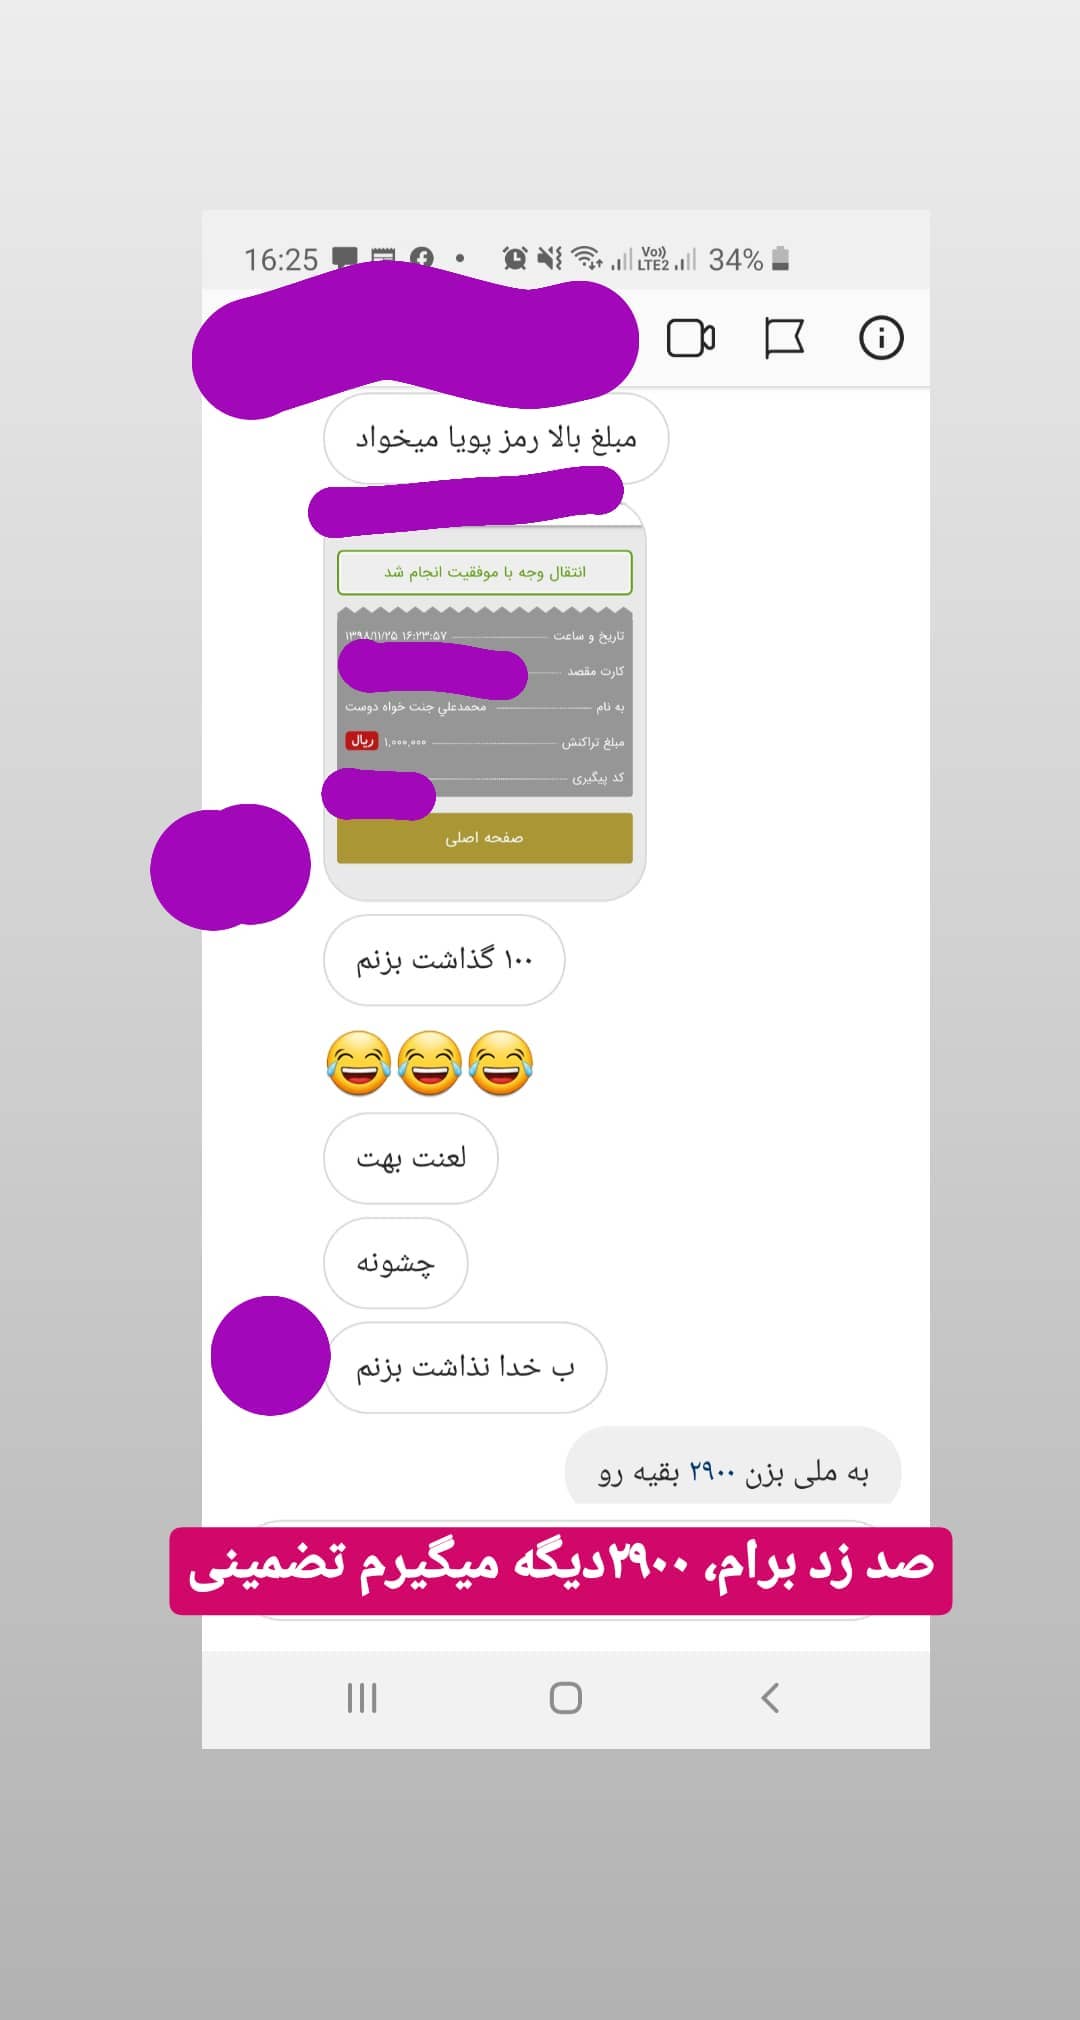 16:25
Vo)) LTE2
34%
مبلغ بالا رمز پویا میخواد
انتقال وجه با موفقیت انجام شد
تاریخ و ساعت ۱۳۹۸/۱۱/۲۵ ۱۶:۲۳:۵۷
کارت مقصد
به نام محمدعلي جنت خواه دوست
مبلغ تراکنش ۱,۰۰۰,۰۰۰ ریال
کد پیگیری
صفحه اصلی
۱۰۰ گذاشت بزنم
😂😂😂
لعنت بهت
چشونه
ب خدا نذاشت بزنم
به ملی بزن ۲۹۰۰ بقیه رو
صد زد برام، ۲۹۰۰دیگه میگیرم تضمینی